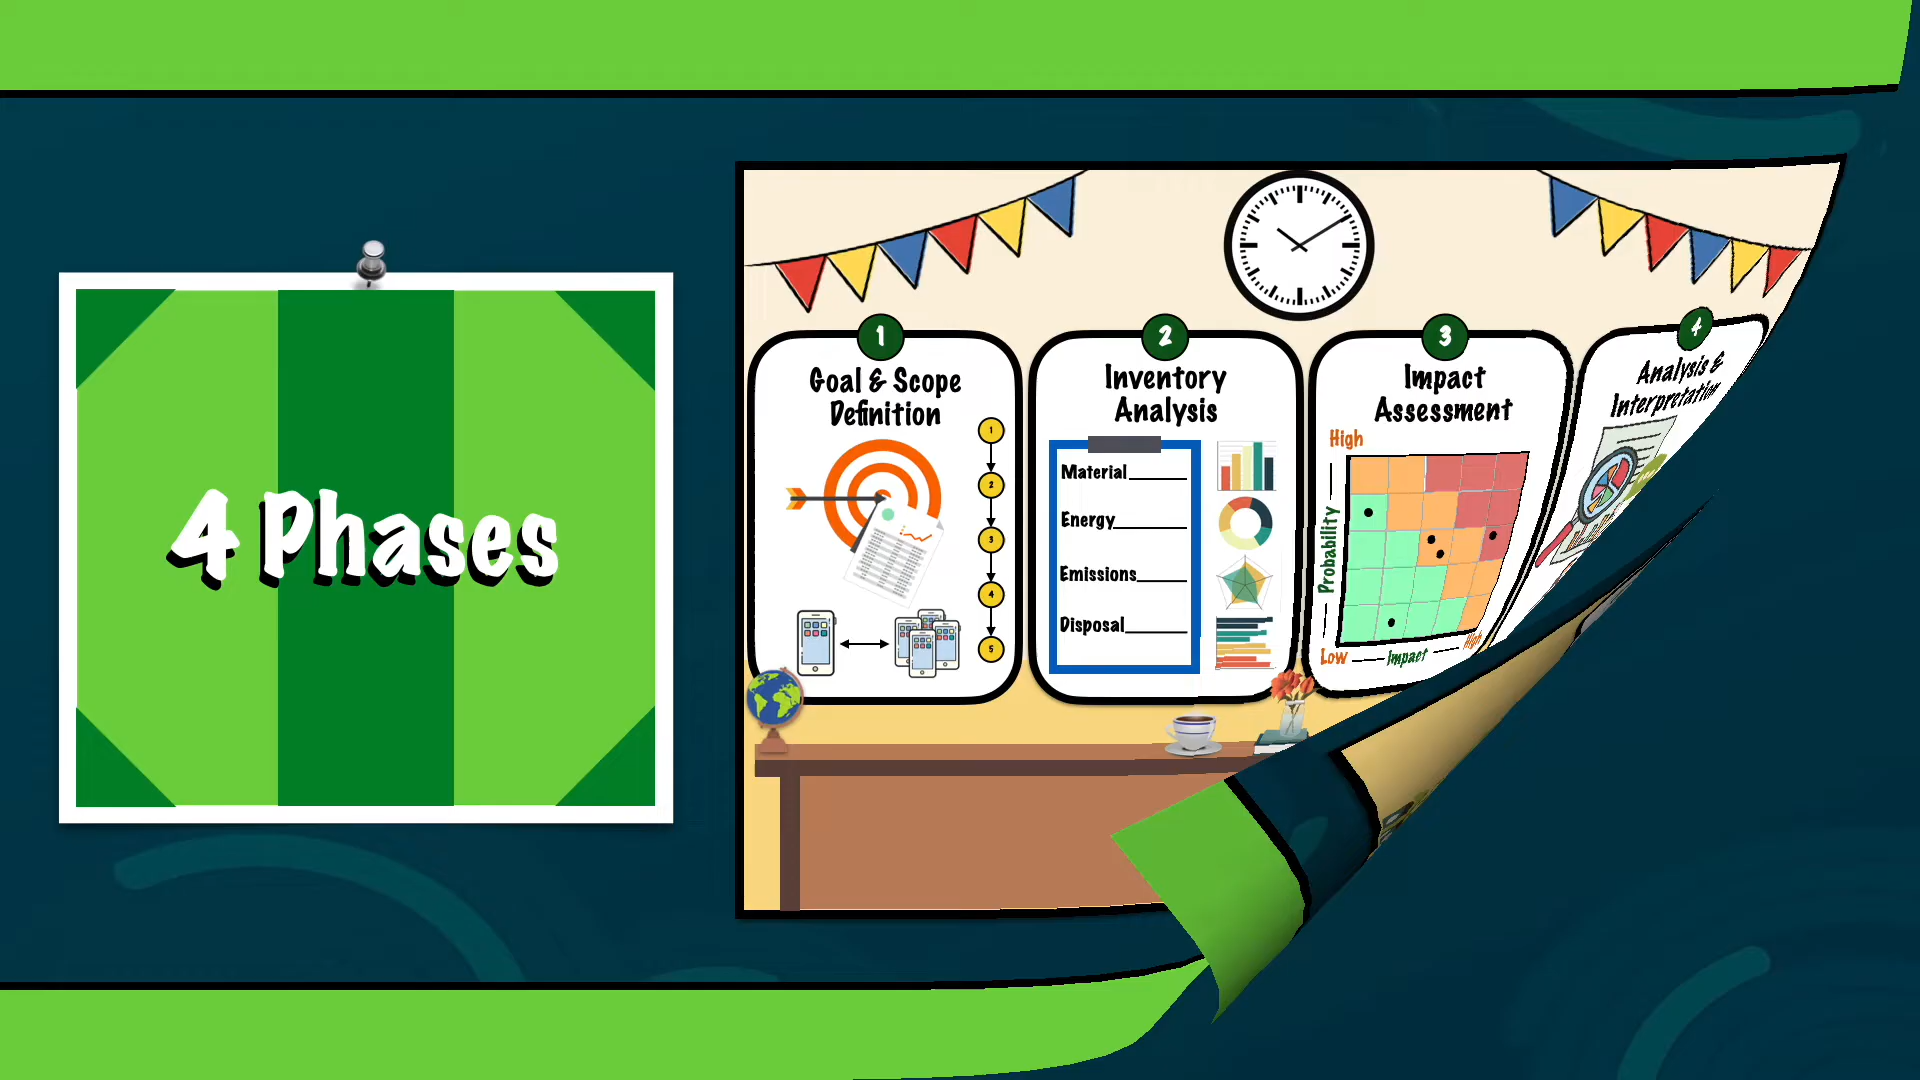 4 Phases
1
Goal & Scope
Definition
1
2
3
4
5
2
Inventory
Analysis
Material
Energy
Emissions
Disposal
3
Impact
Assessment
High
Probability
Low
Impact
High
4
Analysis &
Interpretation